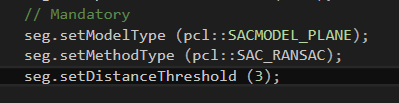 // Mandatory
seg.setModelType (pcl::SACMODEL_PLANE);
seg.setMethodType (pcl::SAC_RANSAC);
seg.setDistanceThreshold (3);